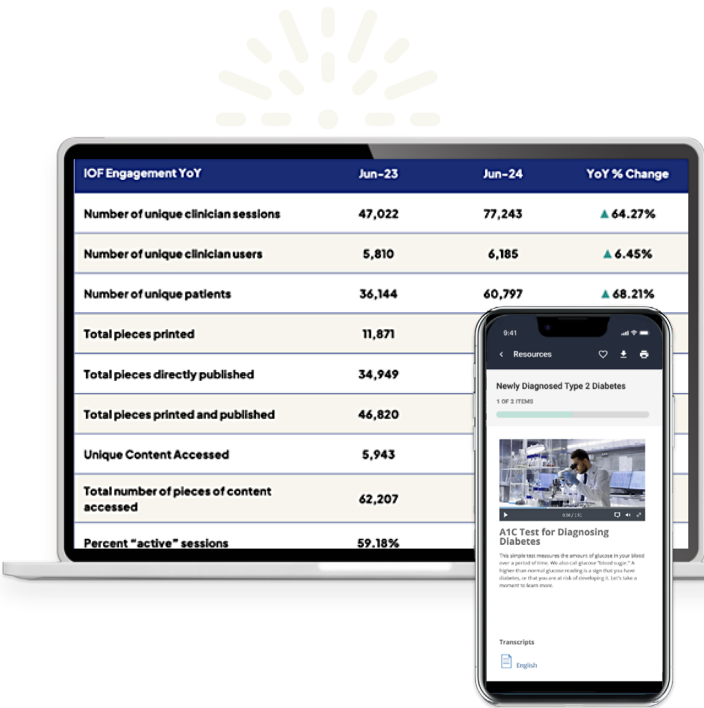 IOF Engagement YoY Jun-23 Jun-24 YoY % Change
Number of unique clinician sessions 47,022 77,243 ▲ 64.27%
Number of unique clinician users 5,810 6,185 ▲ 6.45%
Number of unique patients 36,144 60,797 ▲ 68.21%
Total pieces printed 11,871
Total pieces directly published 34,949
Total pieces printed and published 46,820
Unique Content Accessed 5,943
Total number of pieces of content
accessed 62,207
Percent “active” sessions 59.18%
9:41
Resources
Newly Diagnosed Type 2 Diabetes
1 OF 2 ITEMS
A1C Test for Diagnosing
Diabetes
This simple test measures the amount of glucose in your blood
over a period of time. We also call glucose “blood sugar.” A
higher than normal glucose reading is a sign that you have
diabetes, or that you are at risk of developing it. Let’s take a
moment to learn more.
Transcripts
English